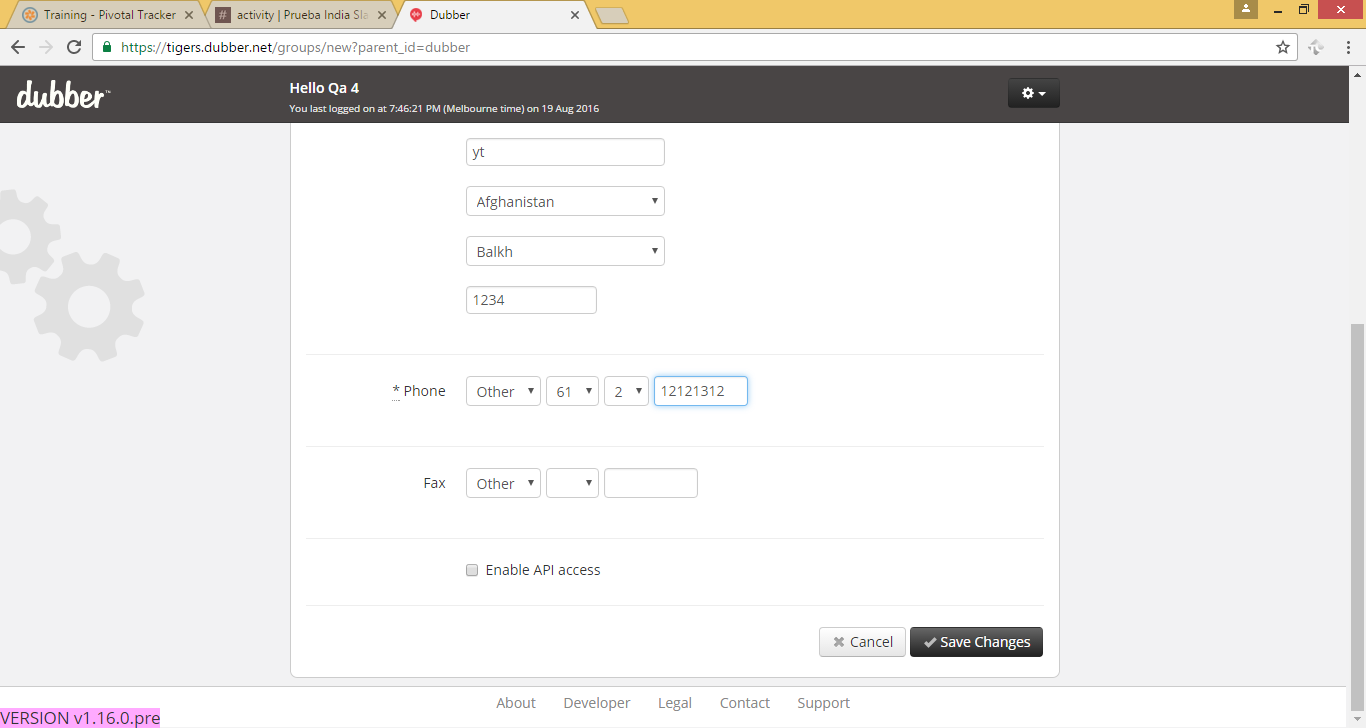 Training - Pivotal Tracker
# activity | Prueba India Sla
Dubber
https://tigers.dubber.net/groups/new?parent_id=dubber
dubber™
Hello Qa 4
You last logged on at 7:46:21 PM (Melbourne time) on 19 Aug 2016
yt
Afghanistan
Balkh
1234
* Phone Other 61 2 12121312
Fax Other
Enable API access
Cancel Save Changes
About Developer Legal Contact Support
VERSION v1.16.0.pre